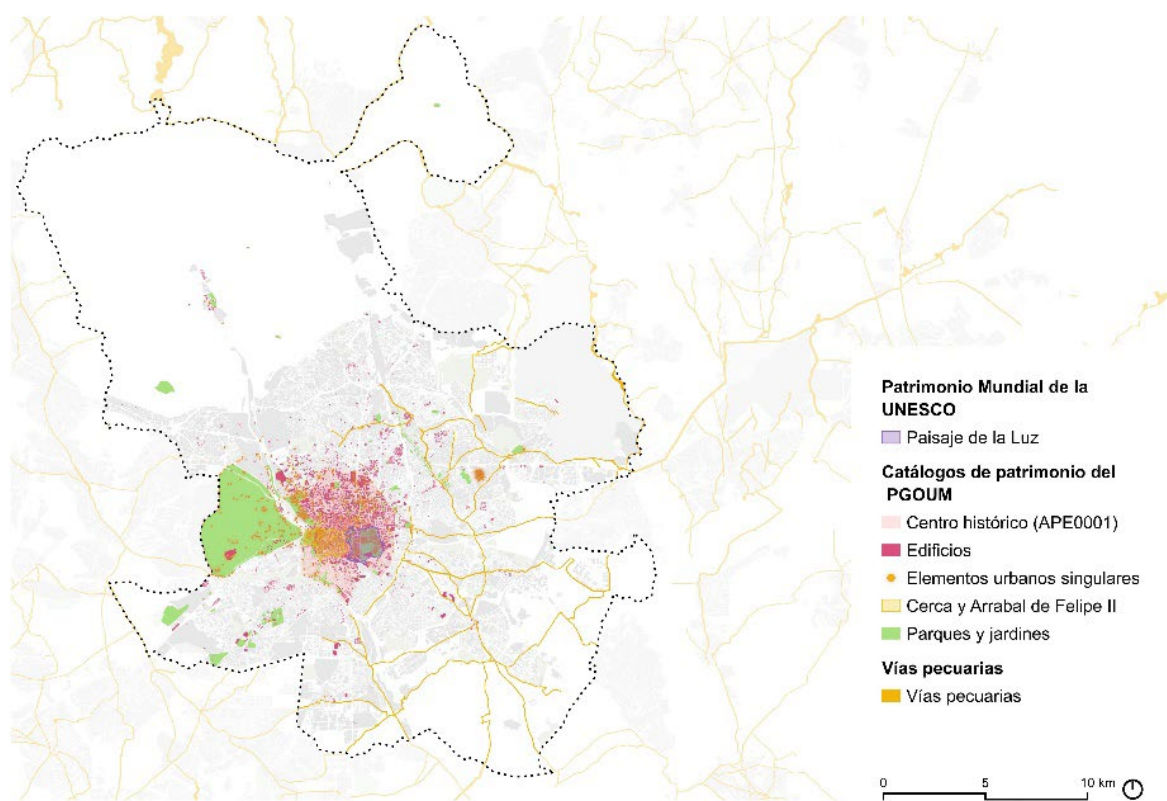 Patrimonio Mundial de la
UNESCO
Paisaje de la Luz
Catálogos de patrimonio del
PGOUM
Centro histórico (APE0001)
Edificios
Elementos urbanos singulares
Cerca y Arrabal de Felipe II
Parques y jardines
Vías pecuarias
Vías pecuarias
0 5 10 km